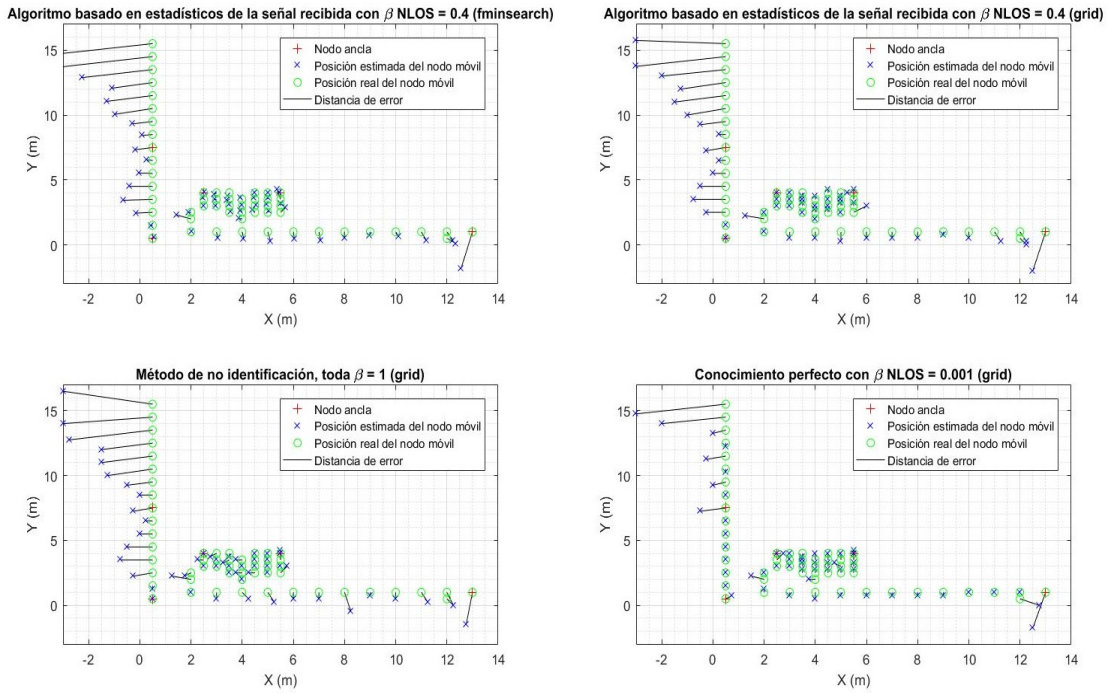 Algoritmo basado en estadísticos de la señal recibida con β NLOS = 0.4 (fminsearch)
15
10
5
0
Y (m)
-2 0 2 4 6 8 10 12 14
X (m)
Nodo ancla
Posición estimada del nodo móvil
Posición real del nodo móvil
Distancia de error
Algoritmo basado en estadísticos de la señal recibida con β NLOS = 0.4 (grid)
15
10
5
0
Y (m)
-2 0 2 4 6 8 10 12 14
X (m)
Nodo ancla
Posición estimada del nodo móvil
Posición real del nodo móvil
Distancia de error
Método de no identificación, toda β = 1 (grid)
15
10
5
0
Y (m)
-2 0 2 4 6 8 10 12 14
X (m)
Nodo ancla
Posición estimada del nodo móvil
Posición real del nodo móvil
Distancia de error
Conocimiento perfecto con β NLOS = 0.001 (grid)
15
10
5
0
Y (m)
-2 0 2 4 6 8 10 12 14
X (m)
Nodo ancla
Posición estimada del nodo móvil
Posición real del nodo móvil
Distancia de error